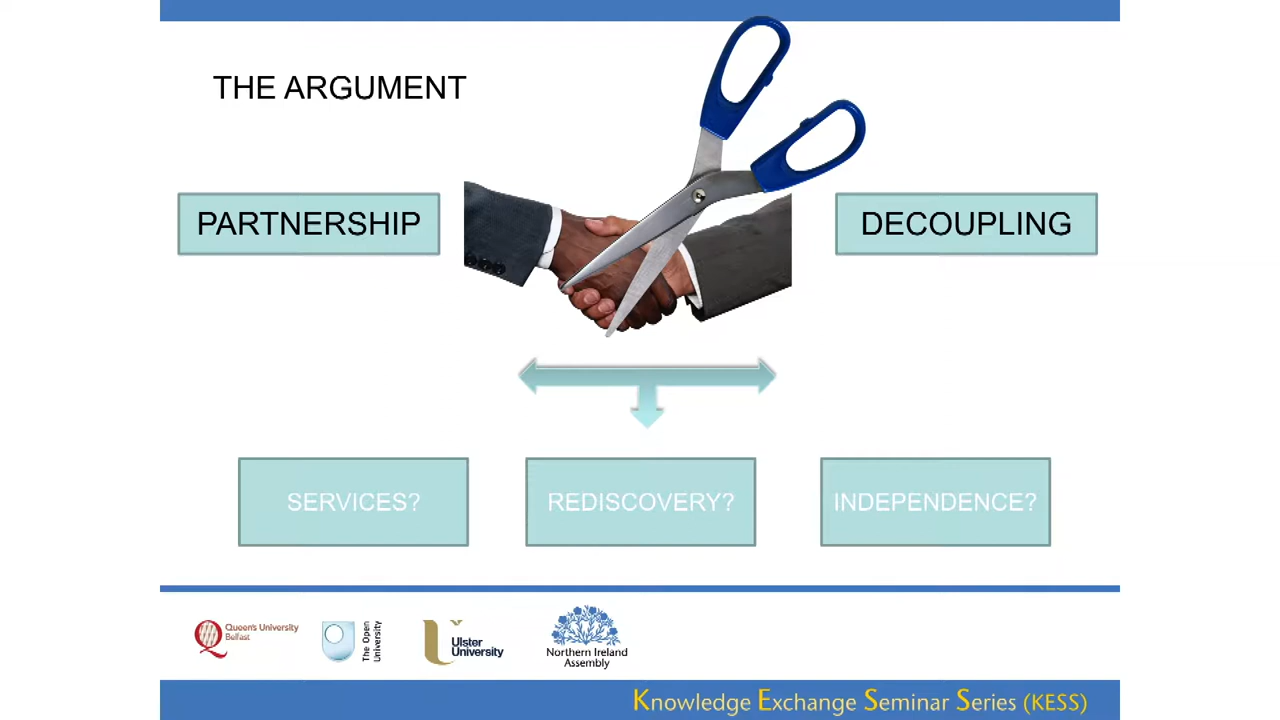 THE ARGUMENT
PARTNERSHIP
DECOUPLING
SERVICES?
REDISCOVERY?
INDEPENDENCE?
Queen's University
Belfast
The Open
University
Ulster
University
Northern Ireland
Assembly
Knowledge Exchange Seminar Series (KESS)